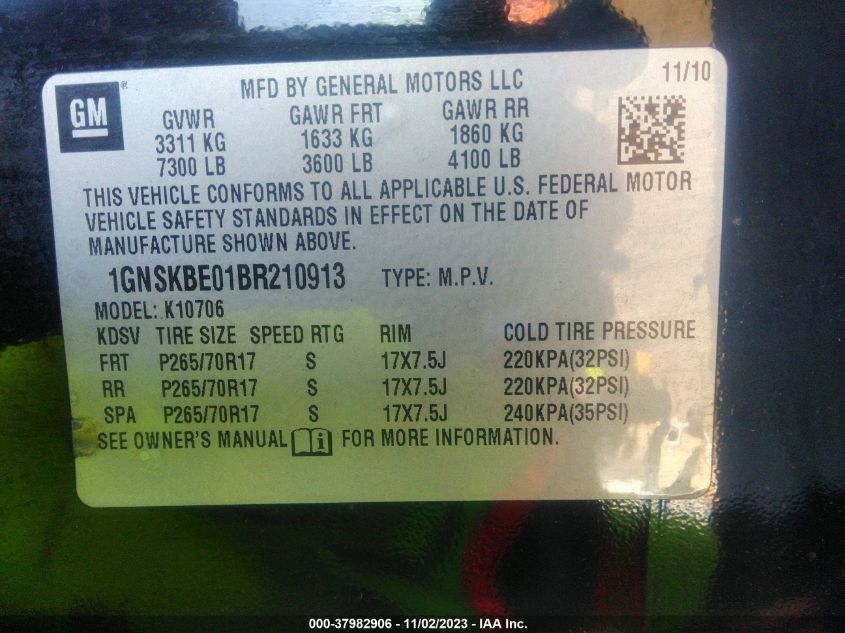 MFD BY GENERAL MOTORS LLC 11/10
GM®
GVWR GAWR FRT GAWR RR
3311 KG 1633 KG 1860 KG
7300 LB 3600 LB 4100 LB
THIS VEHICLE CONFORMS TO ALL APPLICABLE U.S. FEDERAL MOTOR
VEHICLE SAFETY STANDARDS IN EFFECT ON THE DATE OF
MANUFACTURE SHOWN ABOVE.
1GNSKBE01BR210913 TYPE: M.P.V.
MODEL: K10706
KDSV TIRE SIZE SPEED RTG RIM COLD TIRE PRESSURE
FRT P265/70R17 S 17X7.5J 220KPA(32PSI)
RR P265/70R17 S 17X7.5J 220KPA(32PSI)
SPA P265/70R17 S 17X7.5J 240KPA(35PSI)
SEE OWNER'S MANUAL FOR MORE INFORMATION.
000-37982906 - 11/02/2023 - IAA Inc.